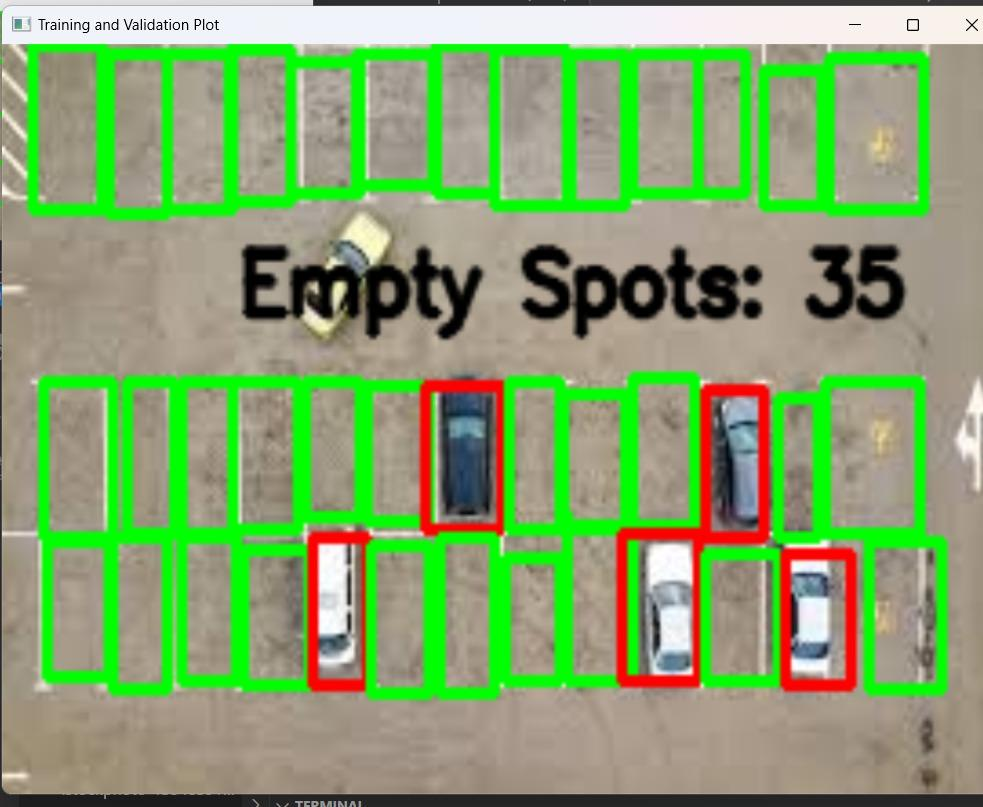 Training and Validation Plot
Empty Spots: 35
TERMINAL